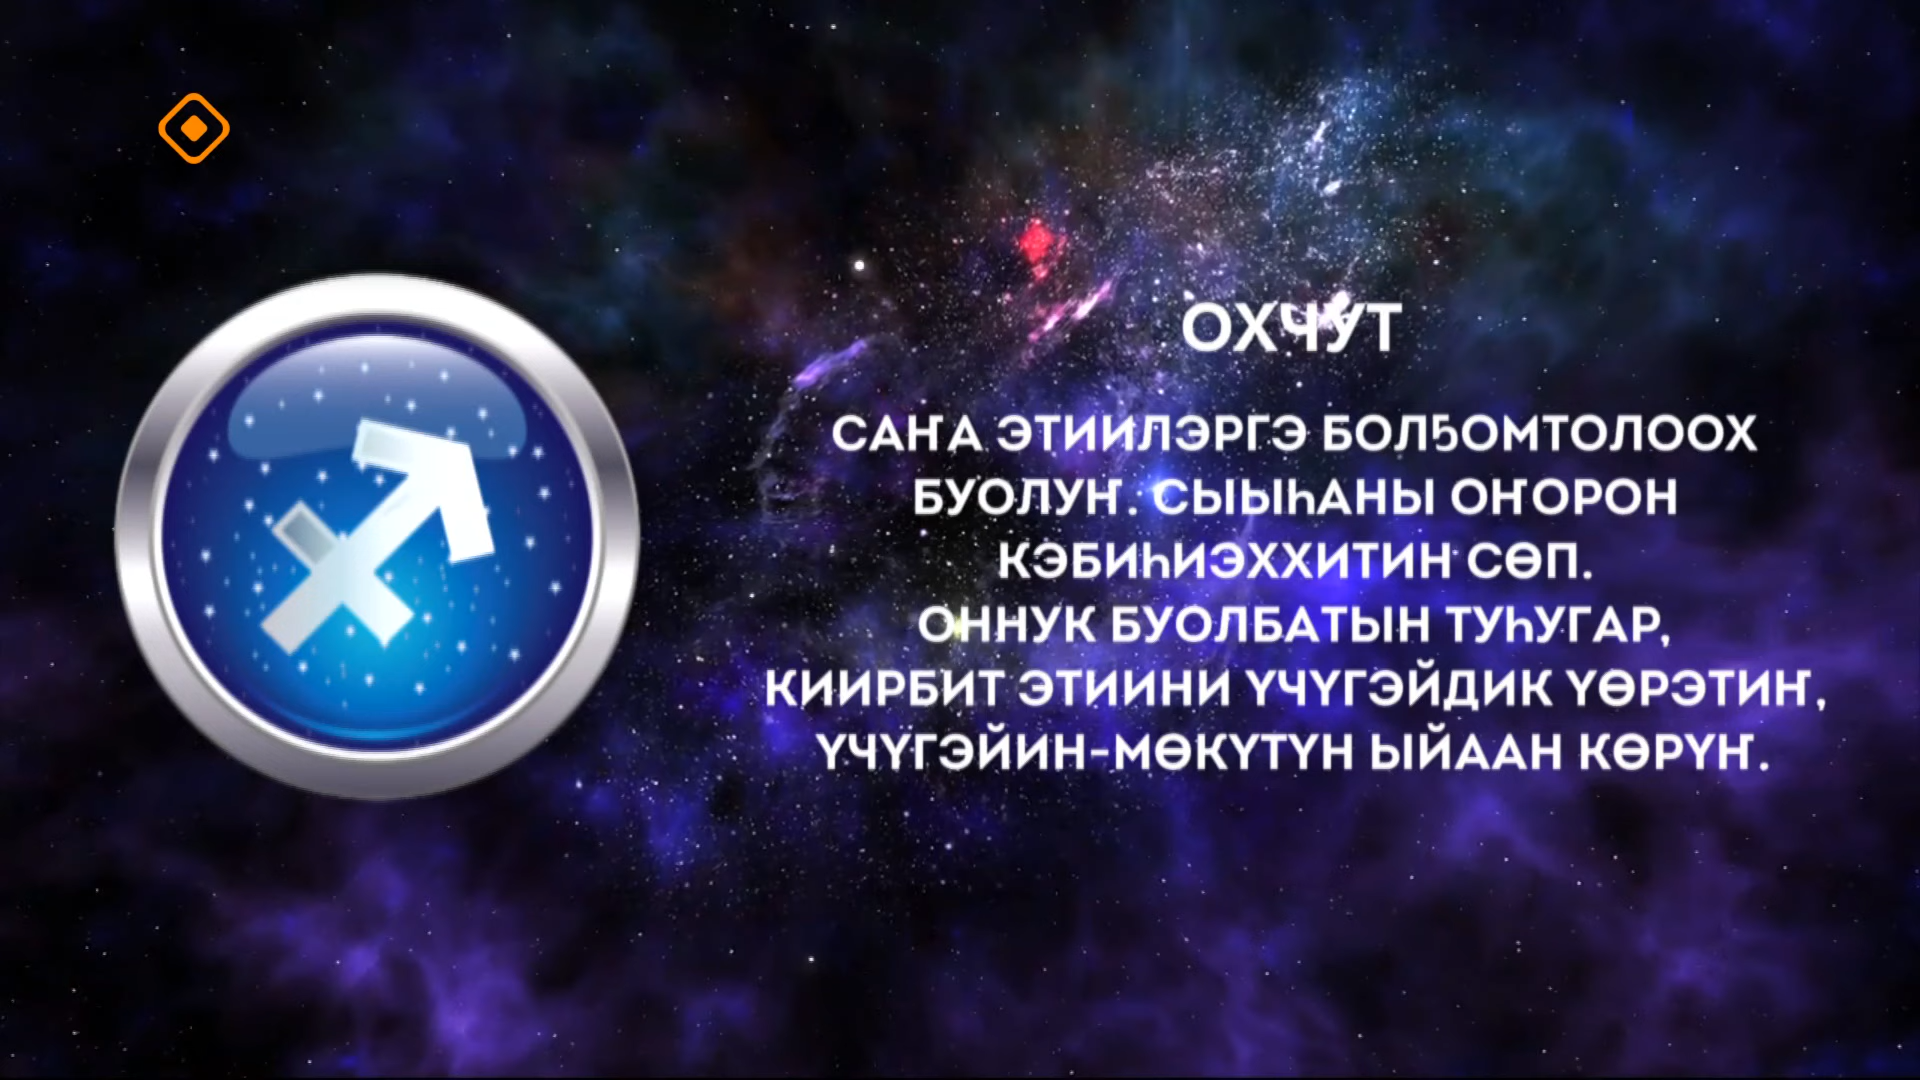 ОХЧУТ
САҤА ЭТИИЛЭРГЭ БОЛҔОМТОЛООХ
БУОЛУҤ. СЫЫҺАНЫ ОҤОРОН
КЭБИҺИЭХХИТИН СӨП.
ОННУК БУОЛБАТЫН ТУҺУГАР,
КИИРБИТ ЭТИИНИ ҮЧҮГЭЙДИК ҮӨРЭТИҤ,
ҮЧҮГЭЙИН-МӨКҮТҮН ЫЙААН КӨРҮҤ.